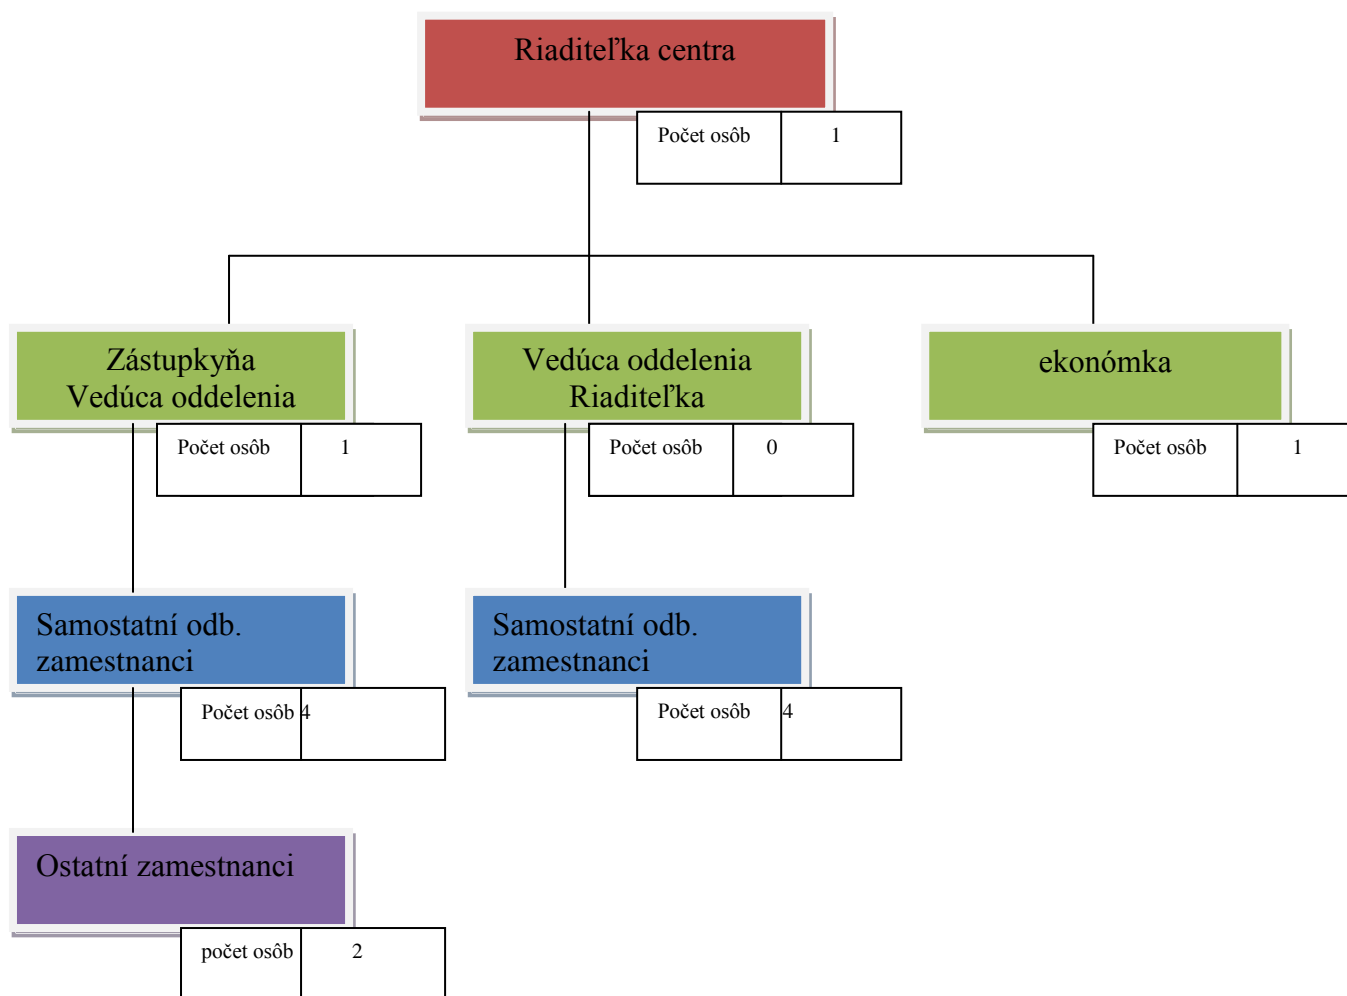 Riaditeľka centra
Počet osôb 1
Zástupkyňa
Vedúca oddelenia
Počet osôb 1
Vedúca oddelenia
Riaditeľka
Počet osôb 0
ekonómka
Počet osôb 1
Samostatní odb.
zamestnanci
Počet osôb 4
Samostatní odb.
zamestnanci
Počet osôb 4
Ostatní zamestnanci
počet osôb 2